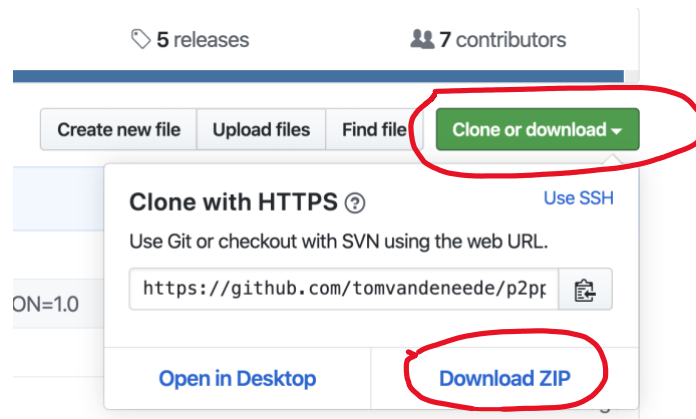 5 releases
7 contributors
Create new file
Upload files
Find file
Clone or download
Clone with HTTPS
Use SSH
Use Git or checkout with SVN using the web URL.
https://github.com/tomvandeneede/p2pp
ON=1.0
Open in Desktop
Download ZIP